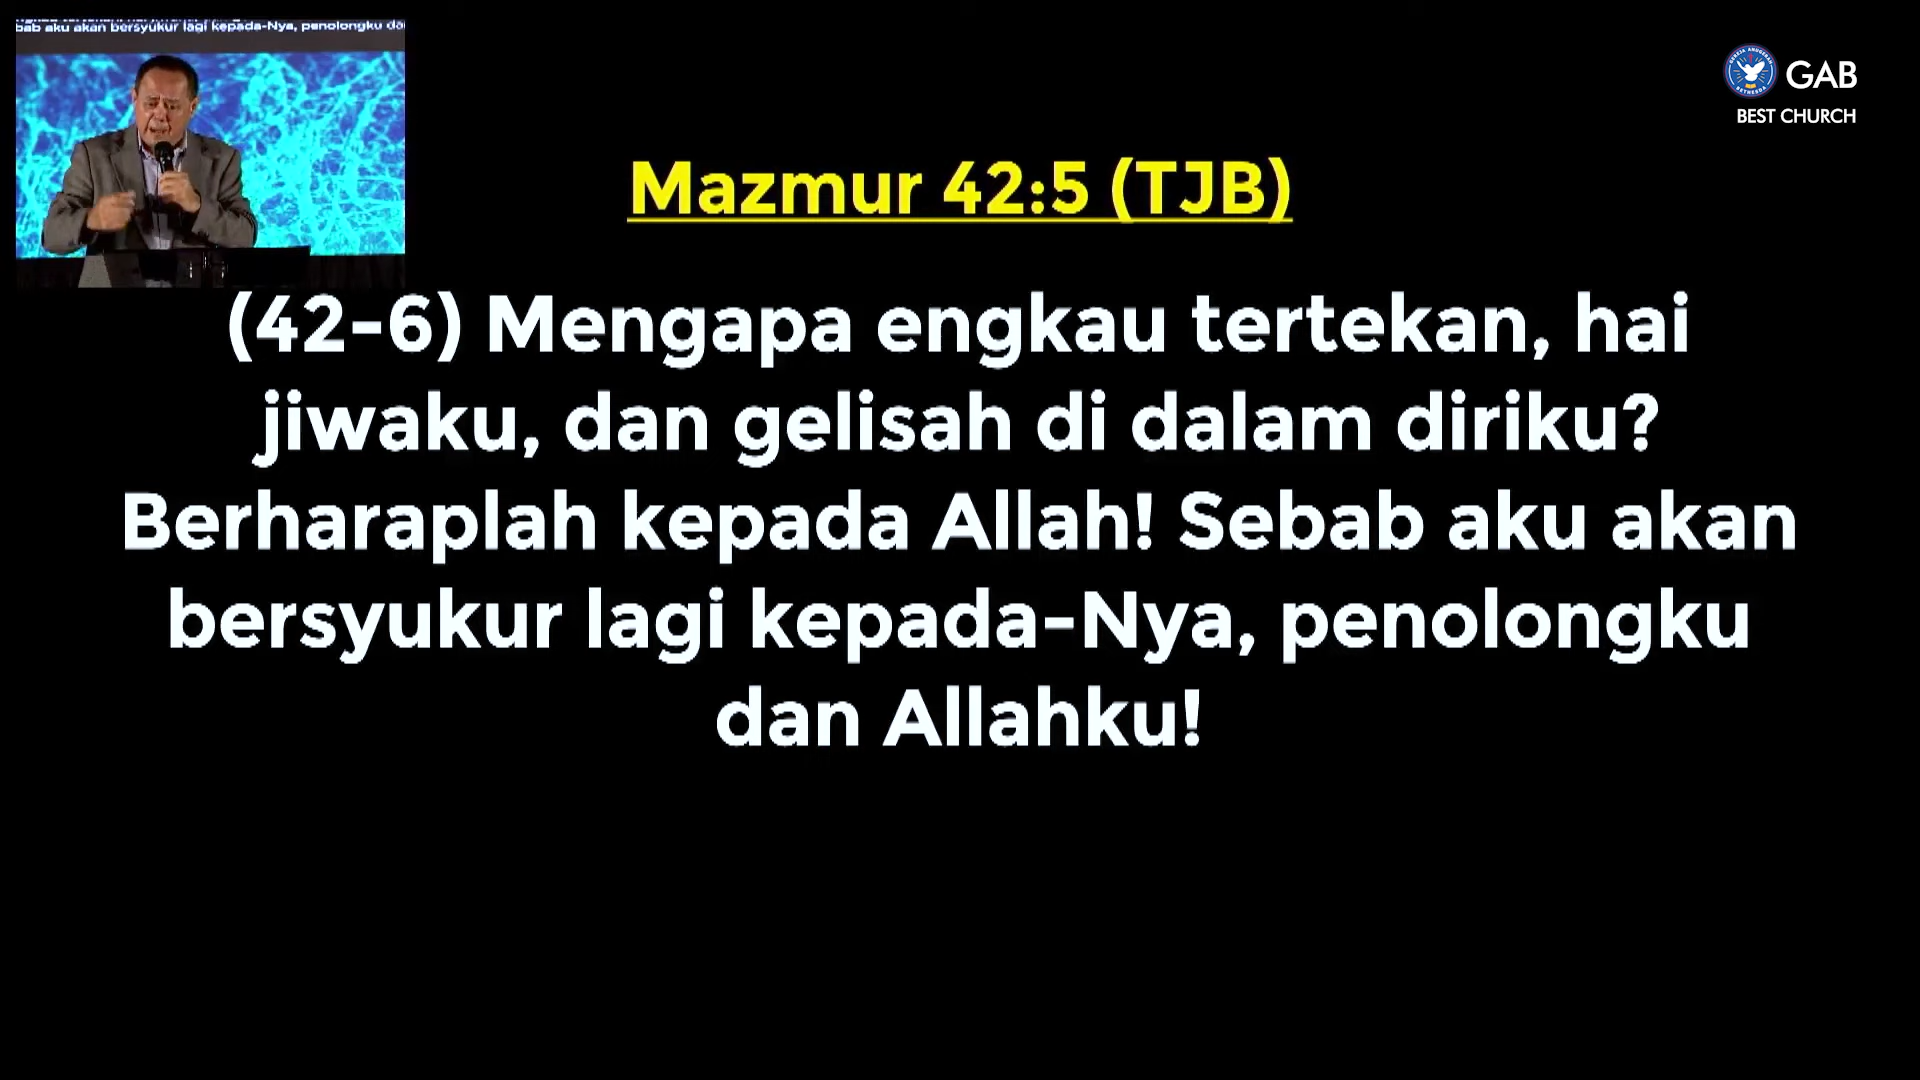 bab aku akan bersyukur lagi kepada-Nya, penolongku da
GAB
BEST CHURCH
Mazmur 42:5 (TJB)
(42-6) Mengapa engkau tertekan, hai
jiwaku, dan gelisah di dalam diriku?
Berharaplah kepada Allah! Sebab aku akan
bersyukur lagi kepada-Nya, penolongku
dan Allahku!